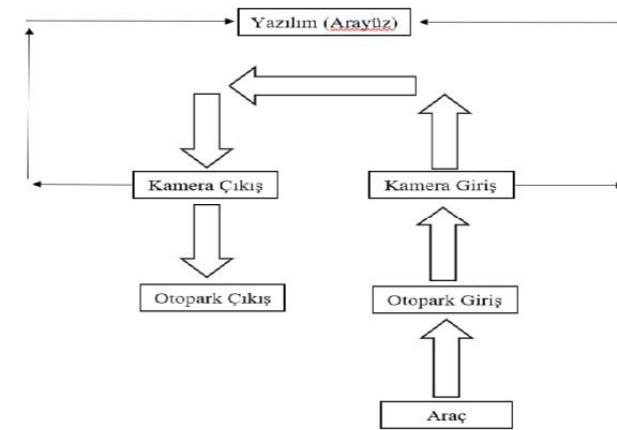 Yazılım (Arayüz)
Kamera Çıkış
Kamera Giriş
Otopark Çıkış
Otopark Giriş
Araç